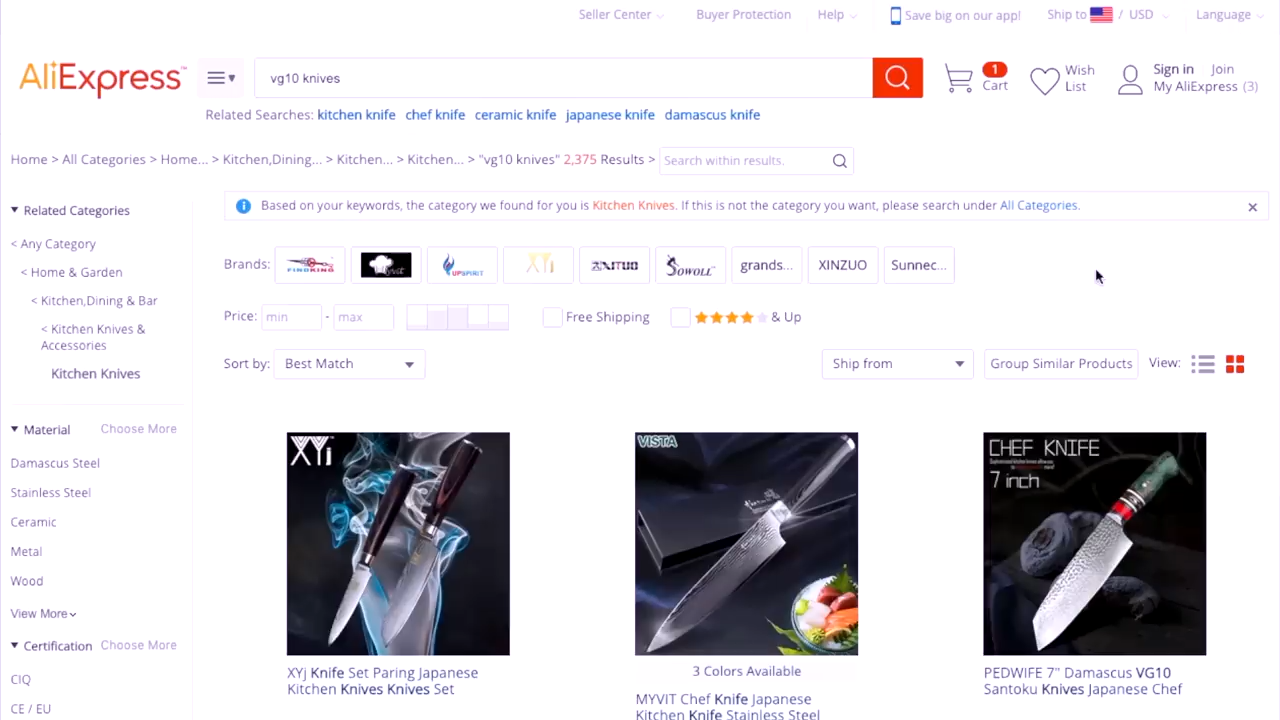 Seller Center
Buyer Protection
Help
Save big on our app!
Ship to / USD
Language
AliExpress™
vg10 knives
1
Cart
Wish
List
Sign in Join
My AliExpress (3)
Related Searches: kitchen knife chef knife ceramic knife japanese knife damascus knife
Home > All Categories > Home... > Kitchen,Dining... > Kitchen... > Kitchen... > "vg10 knives" 2,375 Results >
Search within results.
Related Categories
< Any Category
< Home & Garden
< Kitchen,Dining & Bar
< Kitchen Knives &
Accessories
Kitchen Knives
Material Choose More
Damascus Steel
Stainless Steel
Ceramic
Metal
Wood
View More
Certification Choose More
CIQ
CE / EU
Based on your keywords, the category we found for you is Kitchen Knives. If this is not the category you want, please search under All Categories.
Brands: FINDKING Myvit UPSPIRIT XYj XITUO SOWOLL grands... XINZUO Sunnec...
Price: min - max
Free Shipping
& Up
Sort by: Best Match
Ship from
Group Similar Products
View:
XYj
XYj Knife Set Paring Japanese
Kitchen Knives Knives Set
VISTA
3 Colors Available
MYVIT Chef Knife Japanese
Kitchen Knife Stainless Steel
CHEF KNIFE
7 inch
PEDWIFE 7" Damascus VG10
Santoku Knives Japanese Chef